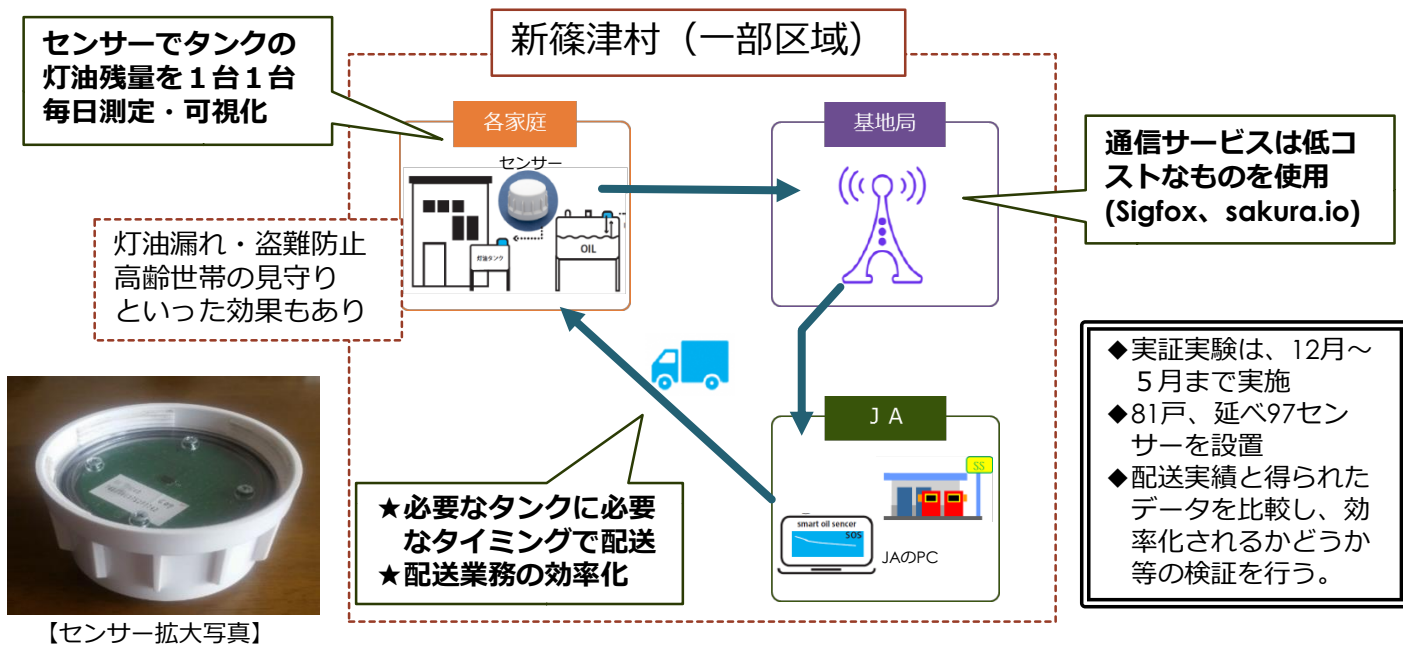 新篠津村（一部区域）
センサーでタンクの
灯油残量を１台１台
毎日測定・可視化
各家庭
センサー
灯油タンク
OIL
基地局
通信サービスは低コ
ストなものを使用
(Sigfox、sakura.io)
灯油漏れ・盗難防止
高齢世帯の見守り
といった効果もあり
ＪＡ
SS
smart oil sencer
SOS
JAのPC
★必要なタンクに必要
なタイミングで配送
★配送業務の効率化
◆実証実験は、12月～
５月まで実施
◆81戸、延べ97セン
サーを設置
◆配送実績と得られた
データを比較し、効
率化されるかどうか
等の検証を行う。
【センサー拡大写真】